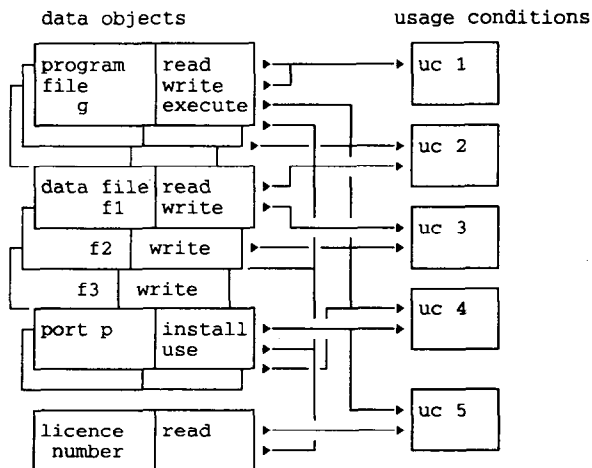 data objects
usage conditions
program read
file write
g execute
uc 1
uc 2
data file read
f1 write
uc 3
f2 write
f3 write
uc 4
port p install
use
uc 5
licence read
number